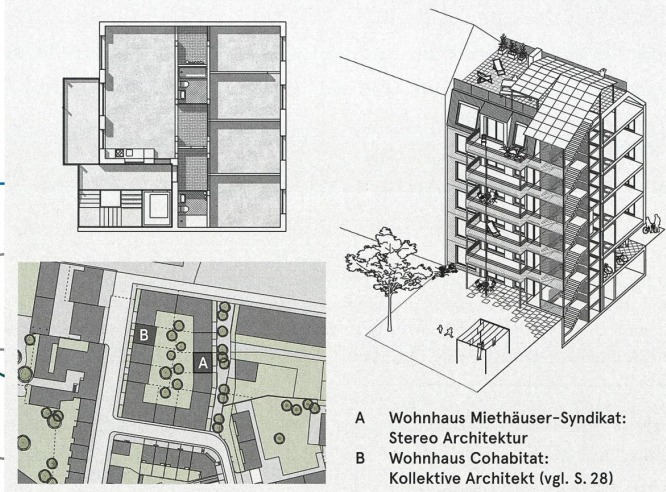 B
A
A Wohnhaus Miethäuser-Syndikat:
Stereo Architektur
B Wohnhaus Cohabitat:
Kollektive Architekt (vgl. S. 28)